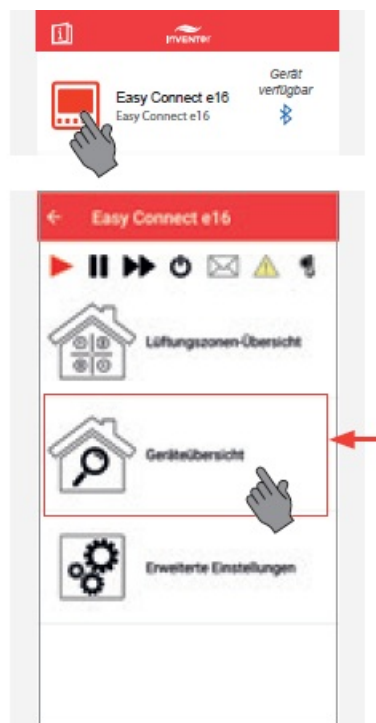 inVENTer
Gerät
verfügbar
Easy Connect e16
Easy Connect e16
Easy Connect e16
Lüftungszonen-Übersicht
Geräteübersicht
Erweiterte Einstellungen